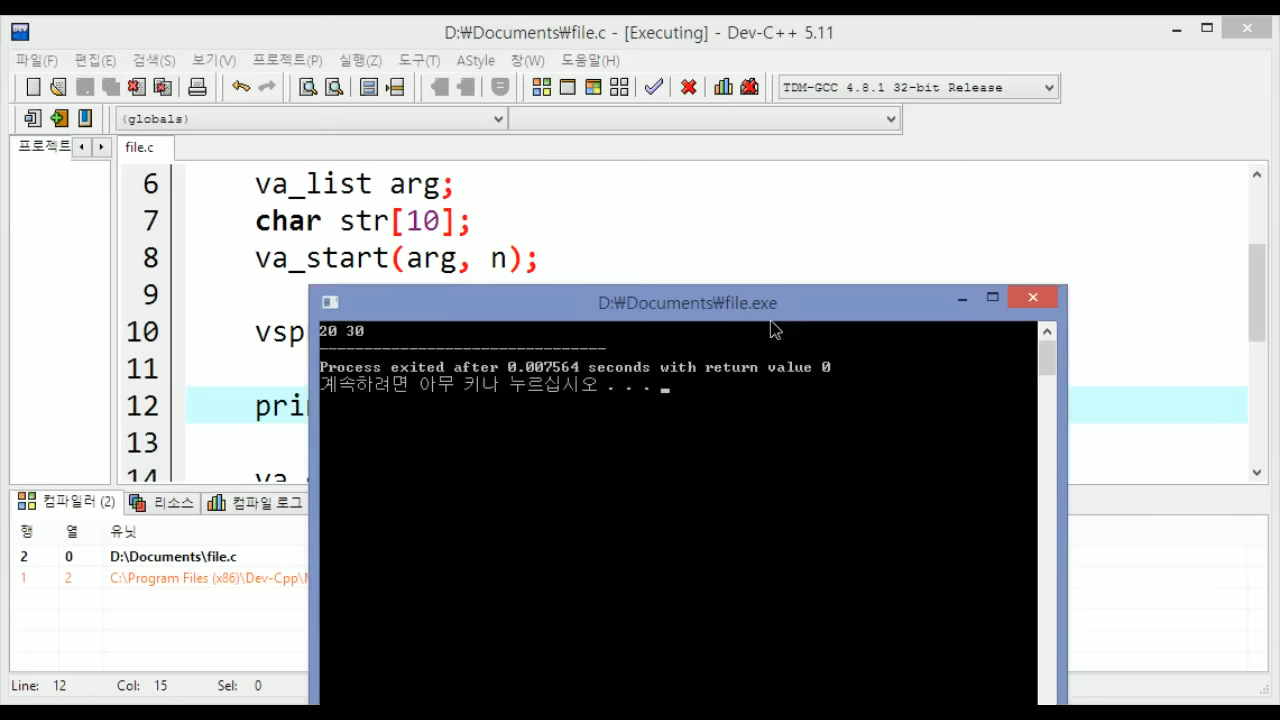 D:₩Documents₩file.c - [Executing] - Dev-C++ 5.11
파일(F) 편집(E) 검색(S) 보기(V) 프로젝트(P) 실행(Z) 도구(T) AStyle 창(W) 도움말(H)
TDM-GCC 4.8.1 32-bit Release
(globals)
프로젝트 file.c
6 va_list arg;
7 char str[10];
8 va_start(arg, n);
9
10 vsp
11
12 prin
13
14 va_
D:₩Documents₩file.exe
20 30
--------------------------------
Process exited after 0.007564 seconds with return value 0
계속하려면 아무 키나 누르십시오 . . .
컴파일러 (2) 리소스 컴파일 로그
행 열 유닛
2 0 D:\Documents\file.c
1 2 C:\Program Files (x86)\Dev-Cpp\
Line: 12 Col: 15 Sel: 0